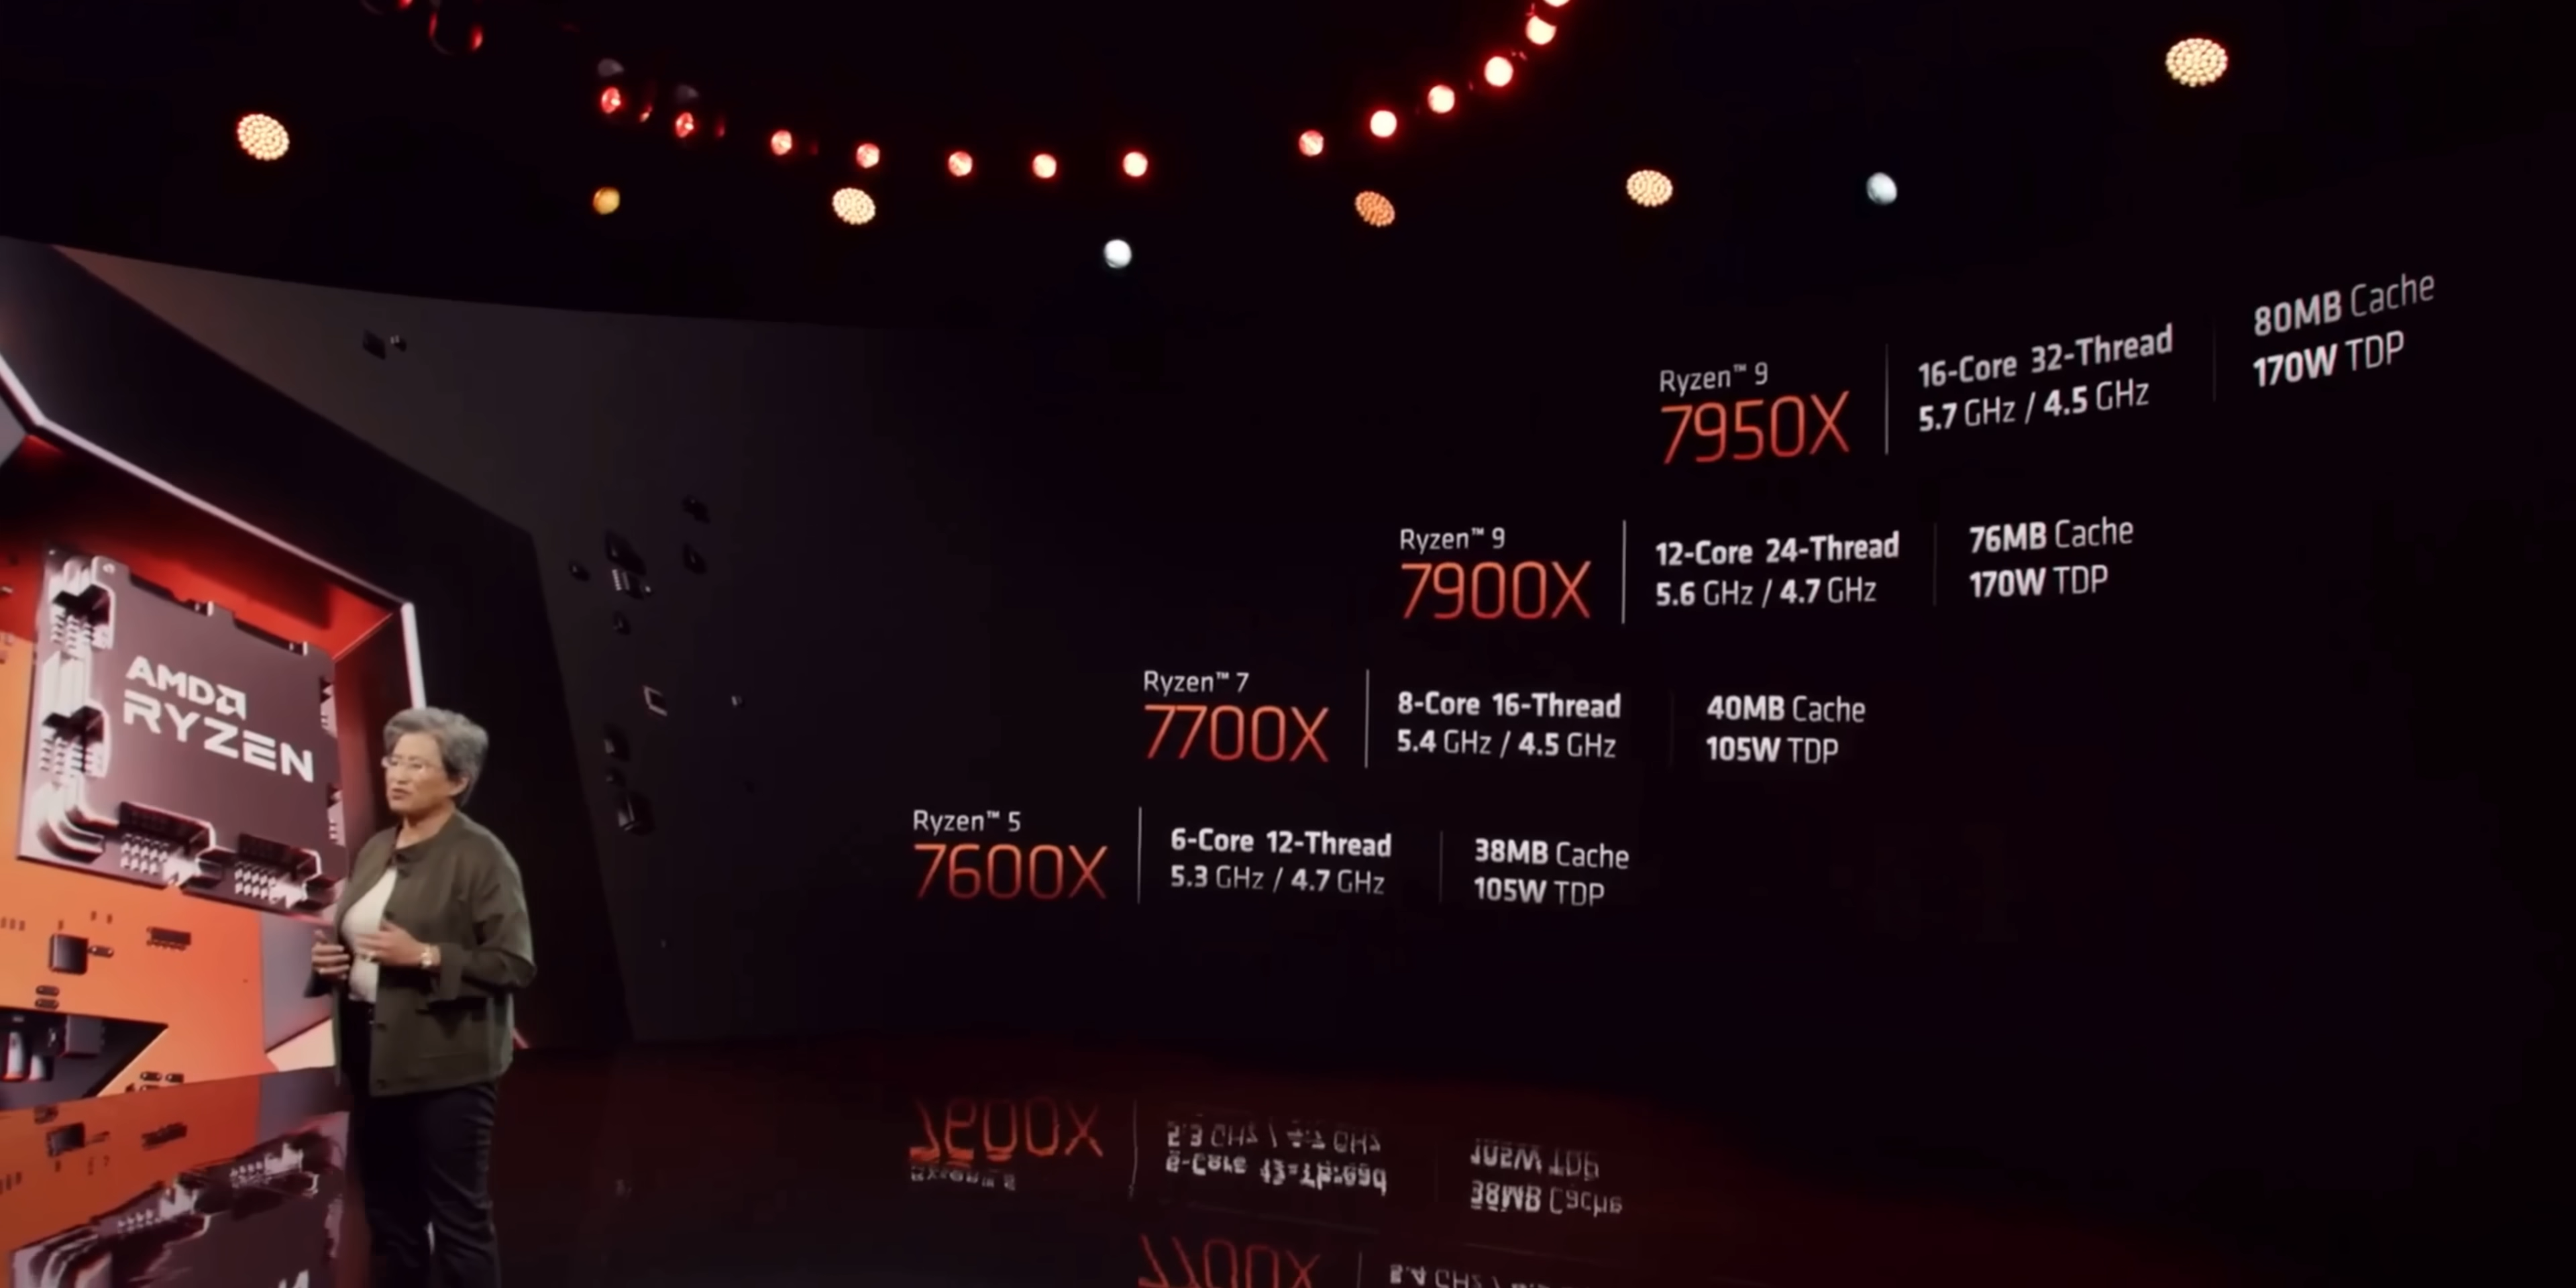 AMD
RYZEN
Ryzen™ 9
7950X
16-Core 32-Thread
5.7 GHz / 4.5 GHz
80MB Cache
170W TDP
Ryzen™ 9
7900X
12-Core 24-Thread
5.6 GHz / 4.7 GHz
76MB Cache
170W TDP
Ryzen™ 7
7700X
8-Core 16-Thread
5.4 GHz / 4.5 GHz
40MB Cache
105W TDP
Ryzen™ 5
7600X
6-Core 12-Thread
5.3 GHz / 4.7 GHz
38MB Cache
105W TDP